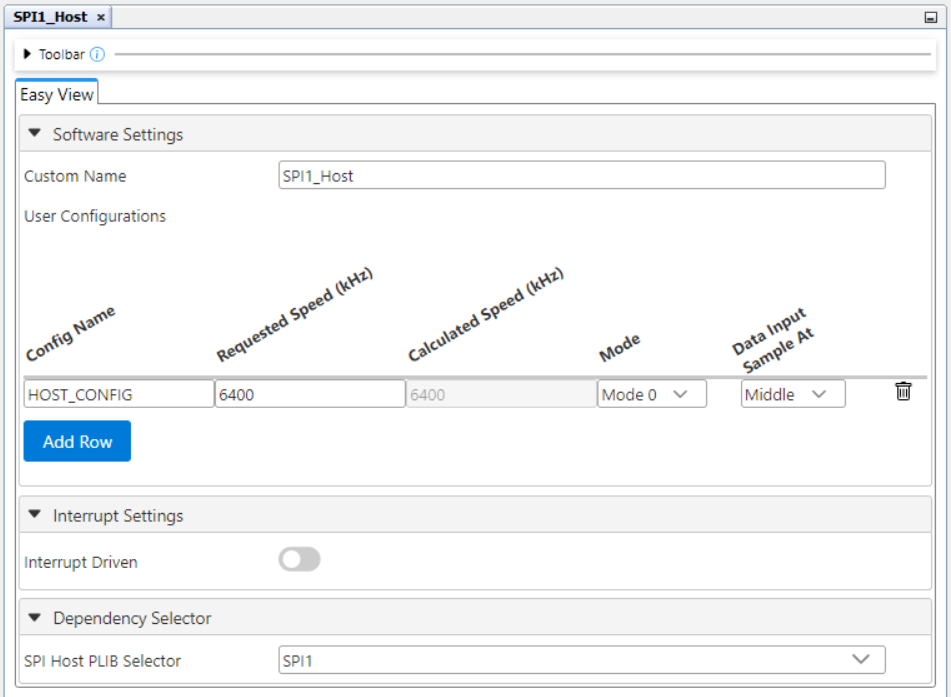 SPI1_Host ×
Toolbar
Easy View
Software Settings
Custom Name SPI1_Host
User Configurations
Config Name Requested Speed (kHz) Calculated Speed (kHz) Mode Data Input Sample At
HOST_CONFIG 6400 6400 Mode 0 Middle
Add Row
Interrupt Settings
Interrupt Driven
Dependency Selector
SPI Host PLIB Selector SPI1